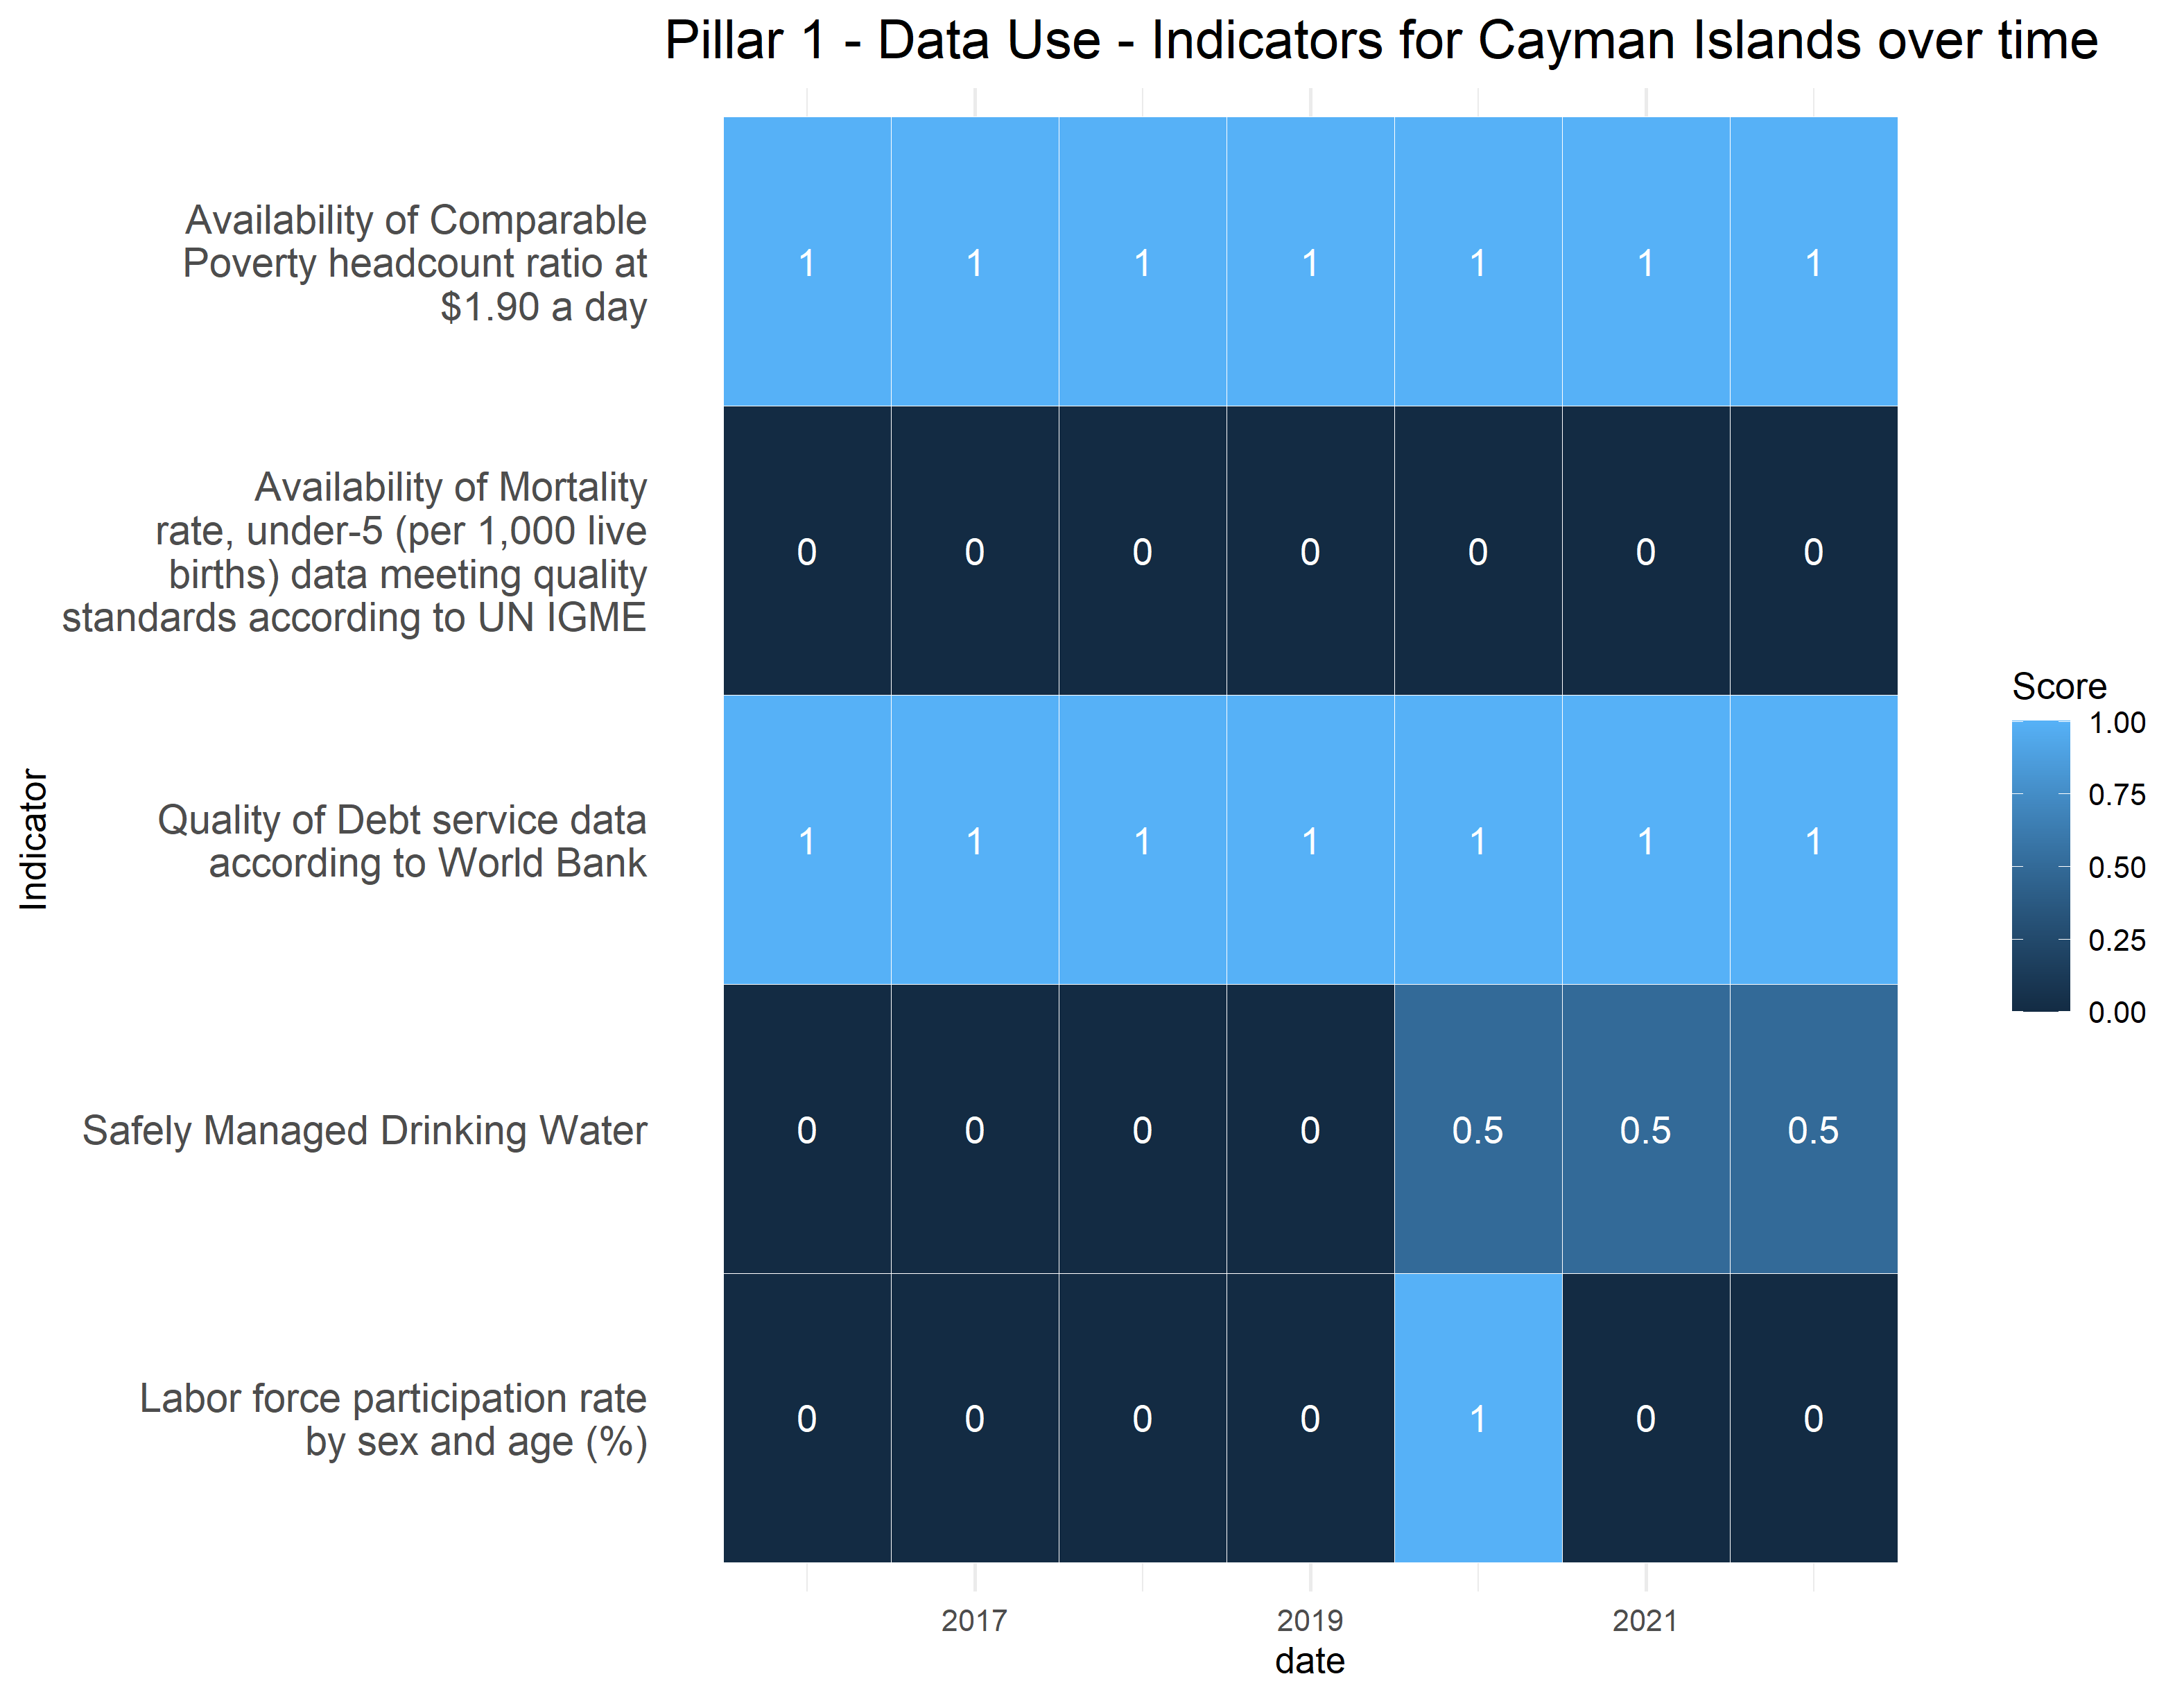 Pillar 1 - Data Use - Indicators for Cayman Islands over time
Indicator
Availability of Comparable
Poverty headcount ratio at
$1.90 a day
1 1 1 1 1 1 1
Availability of Mortality
rate, under-5 (per 1,000 live
births) data meeting quality
standards according to UN IGME
0 0 0 0 0 0 0
Quality of Debt service data
according to World Bank
1 1 1 1 1 1 1
Safely Managed Drinking Water
0 0 0 0 0.5 0.5 0.5
Labor force participation rate
by sex and age (%)
0 0 0 0 1 0 0
2017 2019 2021
date
Score
1.00
0.75
0.50
0.25
0.00